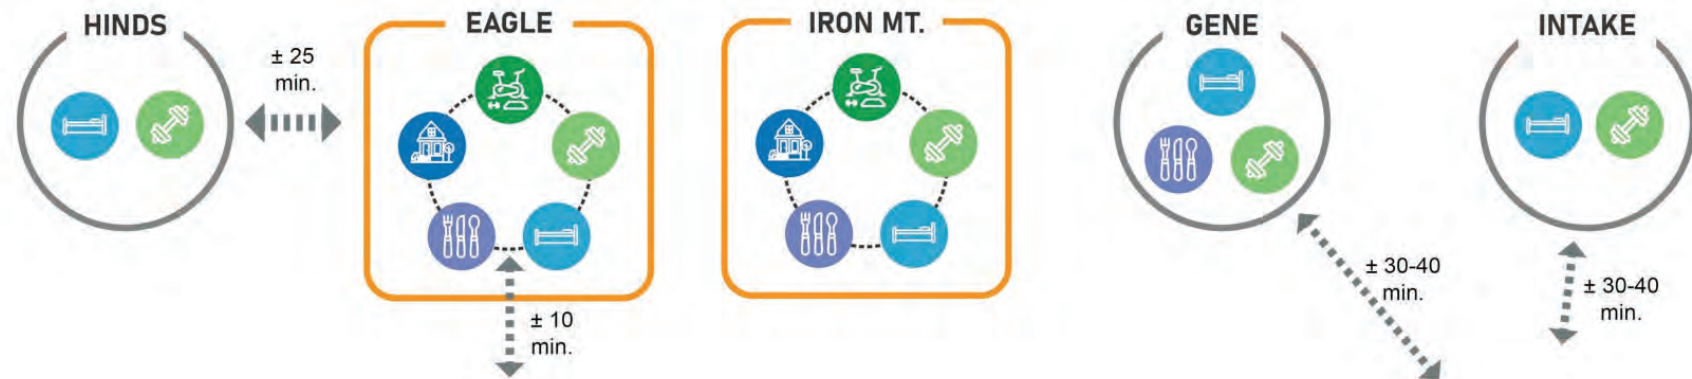 HINDS
± 25
min.
EAGLE
± 10
min.
IRON MT.
GENE
± 30-40
min.
INTAKE
± 30-40
min.